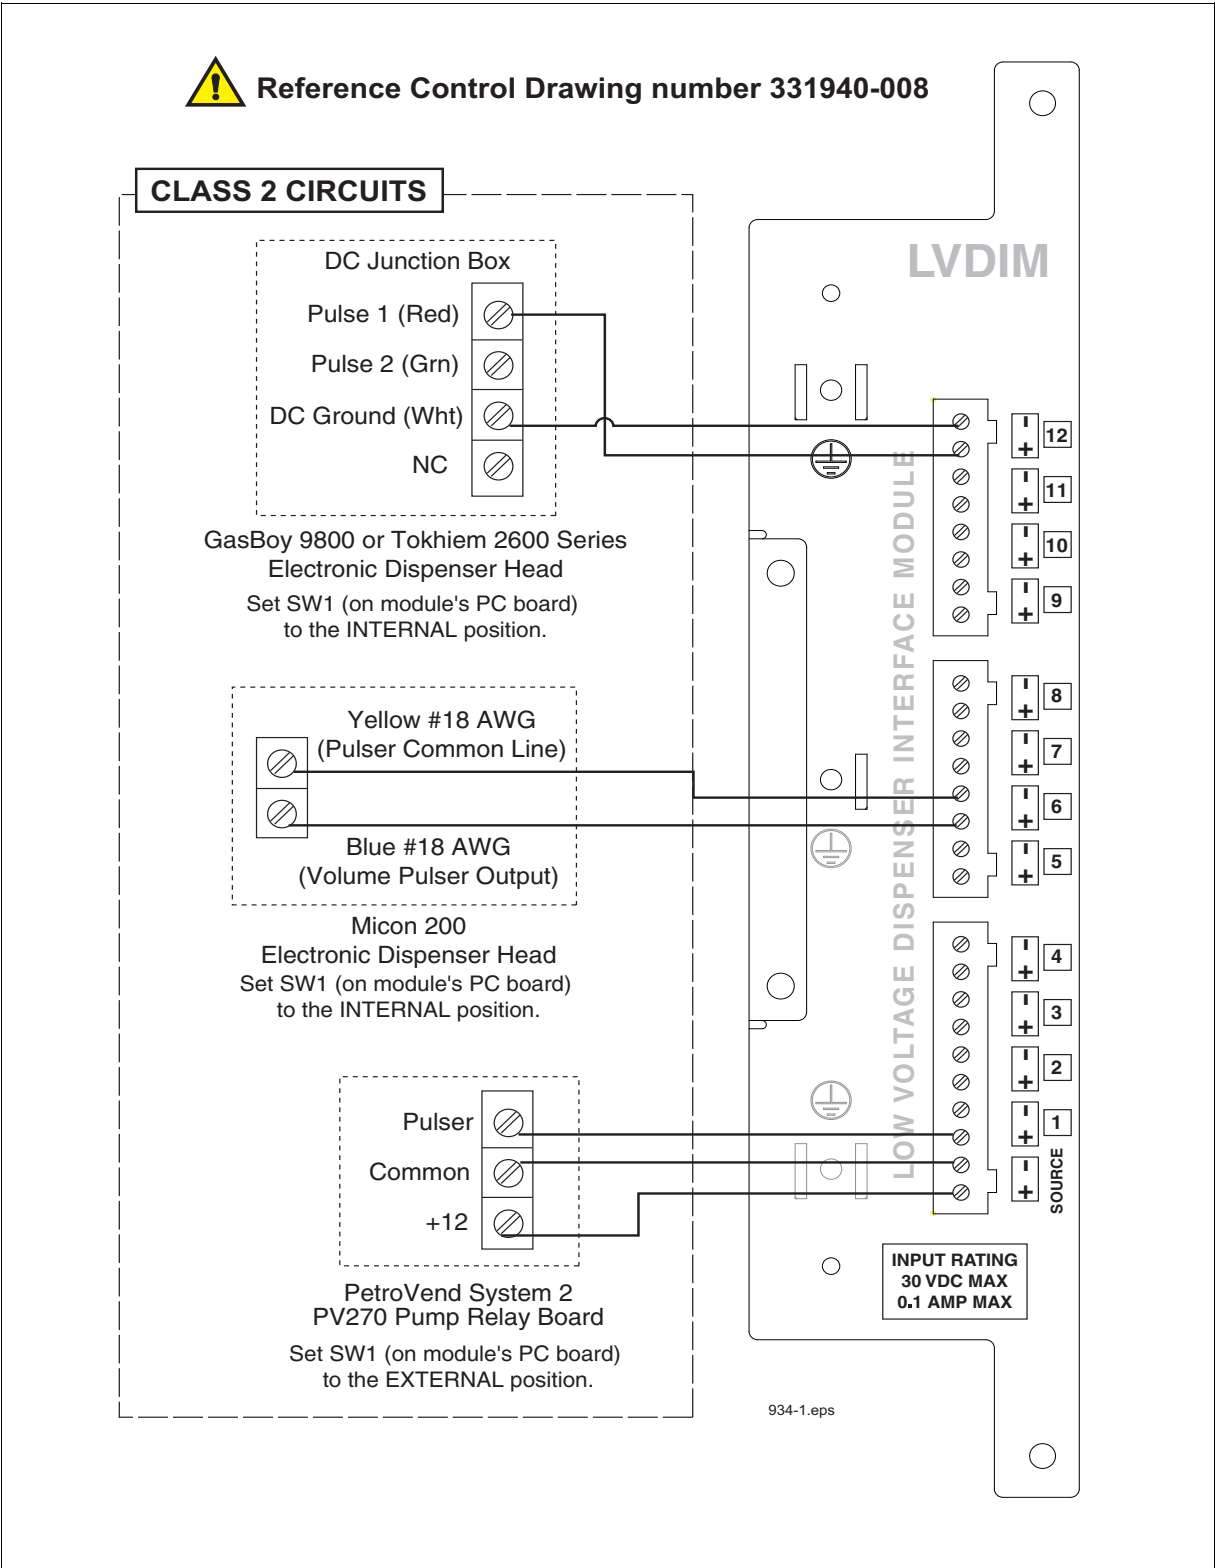 Reference Control Drawing number 331940-008
CLASS 2 CIRCUITS
DC Junction Box
Pulse 1 (Red)
Pulse 2 (Grn)
DC Ground (Wht)
NC
GasBoy 9800 or Tokhiem 2600 Series
Electronic Dispenser Head
Set SW1 (on module's PC board)
to the INTERNAL position.
Yellow #18 AWG
(Pulser Common Line)
Blue #18 AWG
(Volume Pulser Output)
Micon 200
Electronic Dispenser Head
Set SW1 (on module's PC board)
to the INTERNAL position.
Pulser
Common
+12
PetroVend System 2
PV270 Pump Relay Board
Set SW1 (on module's PC board)
to the EXTERNAL position.
LVDIM
LOW VOLTAGE DISPENSER INTERFACE MODULE
- + 12
- + 11
- + 10
- + 9
- + 8
- + 7
- + 6
- + 5
- + 4
- + 3
- + 2
- + 1
- + SOURCE
INPUT RATING
30 VDC MAX
0.1 AMP MAX
934-1.eps